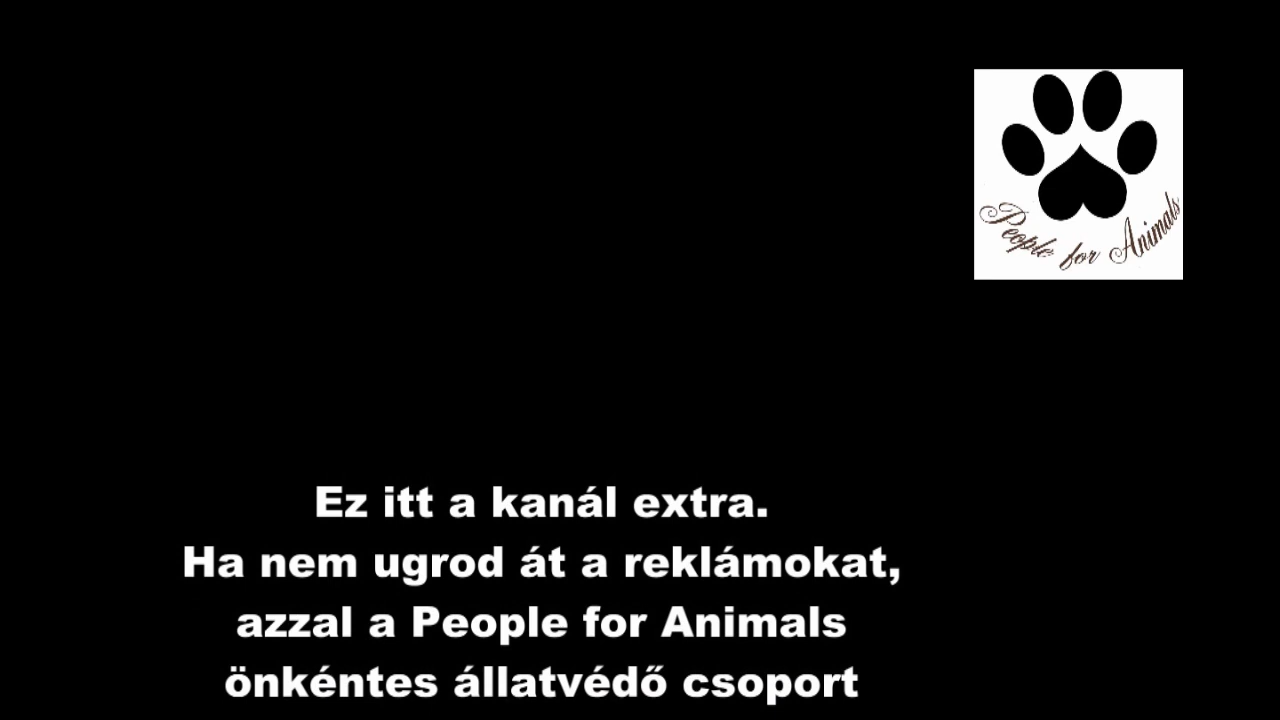 People for Animals
Ez itt a kanál extra.
Ha nem ugrod át a reklámokat,
azzal a People for Animals
önkéntes állatvédő csoport